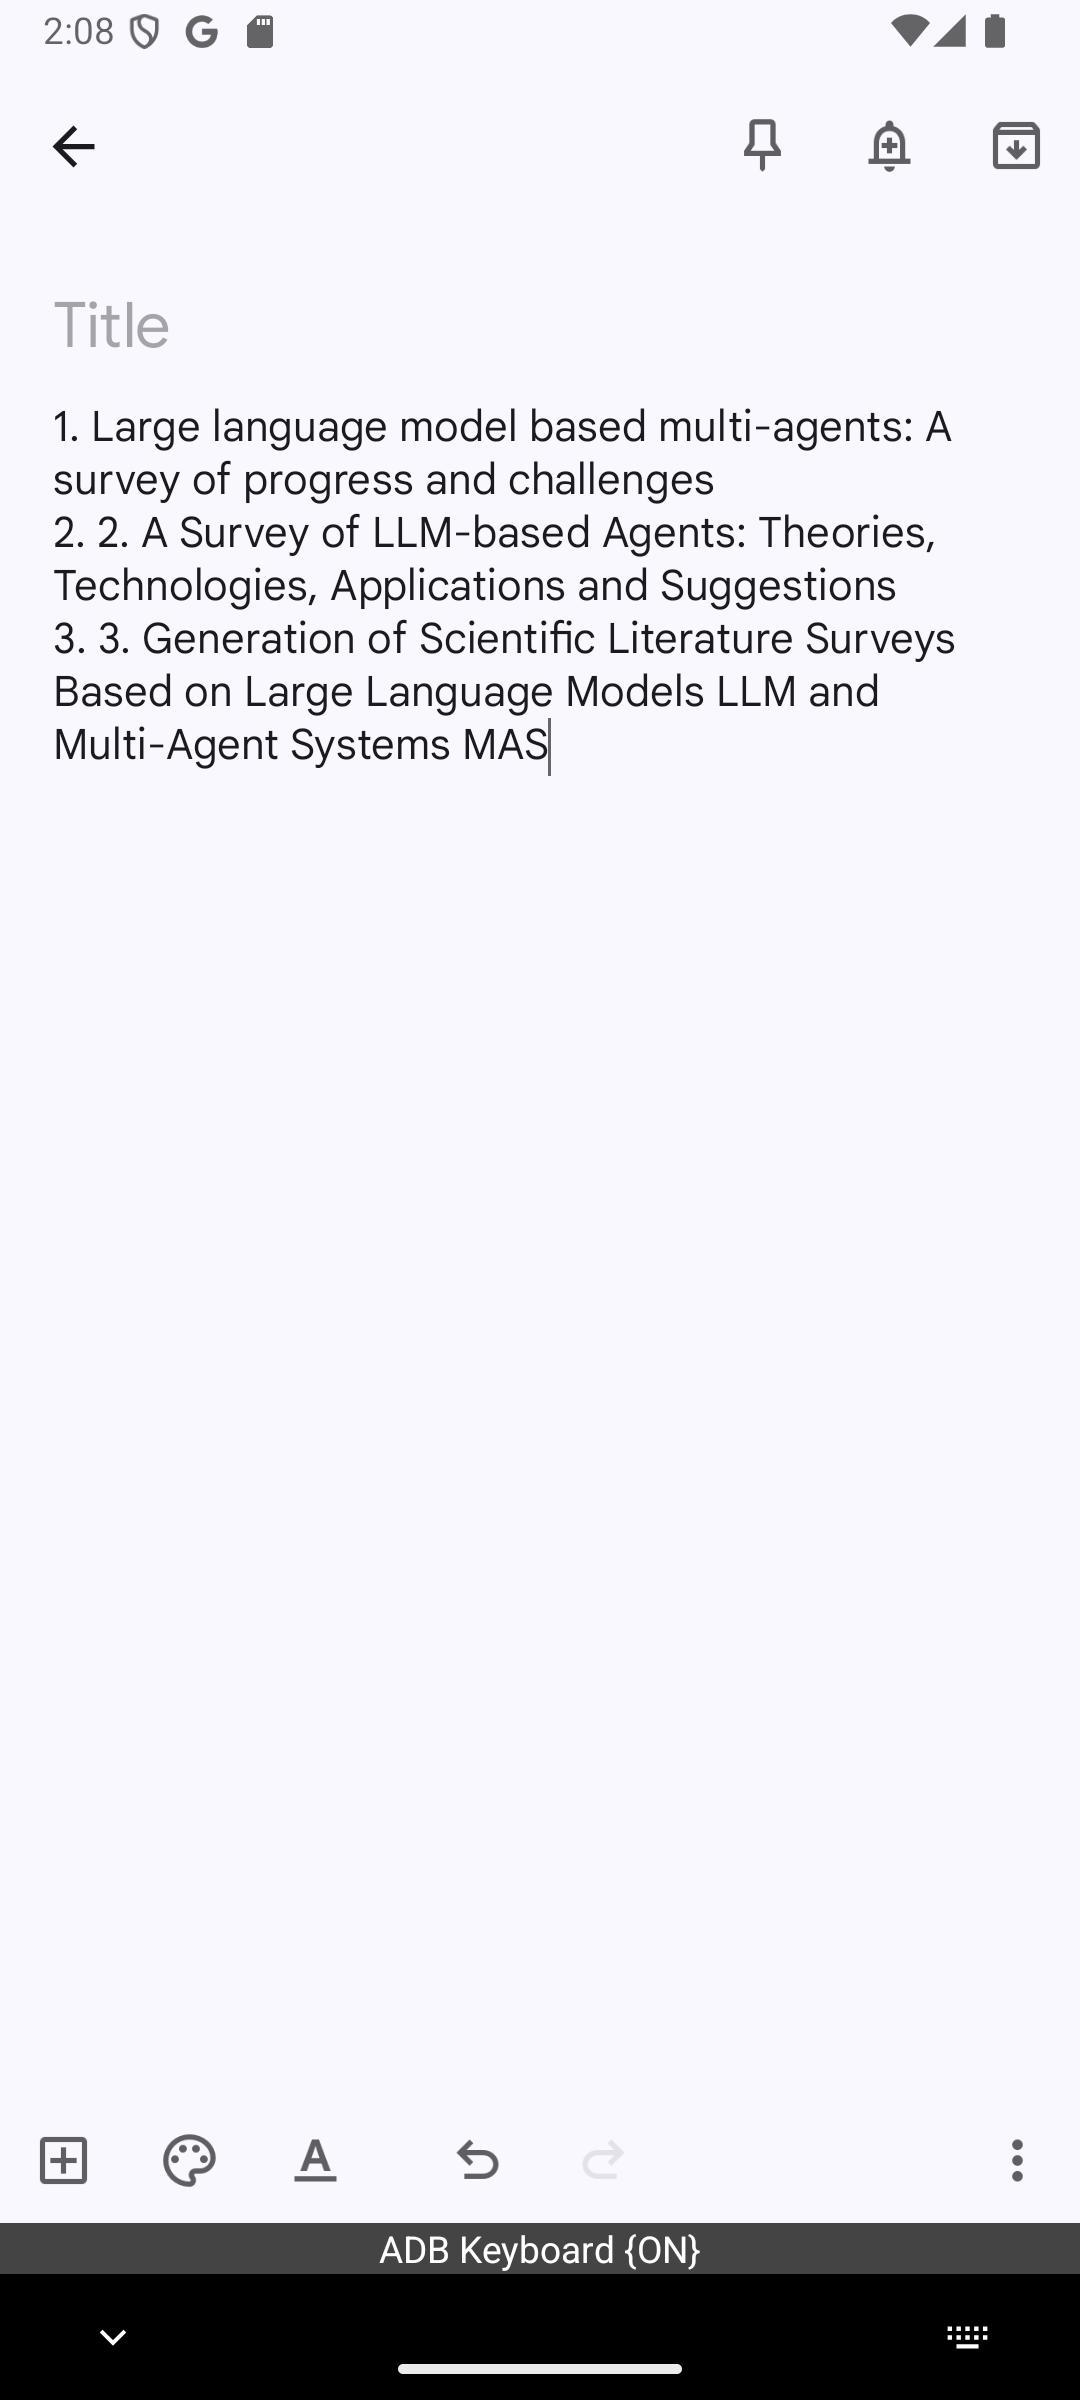 2:08
Title
1. Large language model based multi-agents: A
survey of progress and challenges
2. 2. A Survey of LLM-based Agents: Theories,
Technologies, Applications and Suggestions
3. 3. Generation of Scientific Literature Surveys
Based on Large Language Models LLM and
Multi-Agent Systems MAS
A
ADB Keyboard {ON}